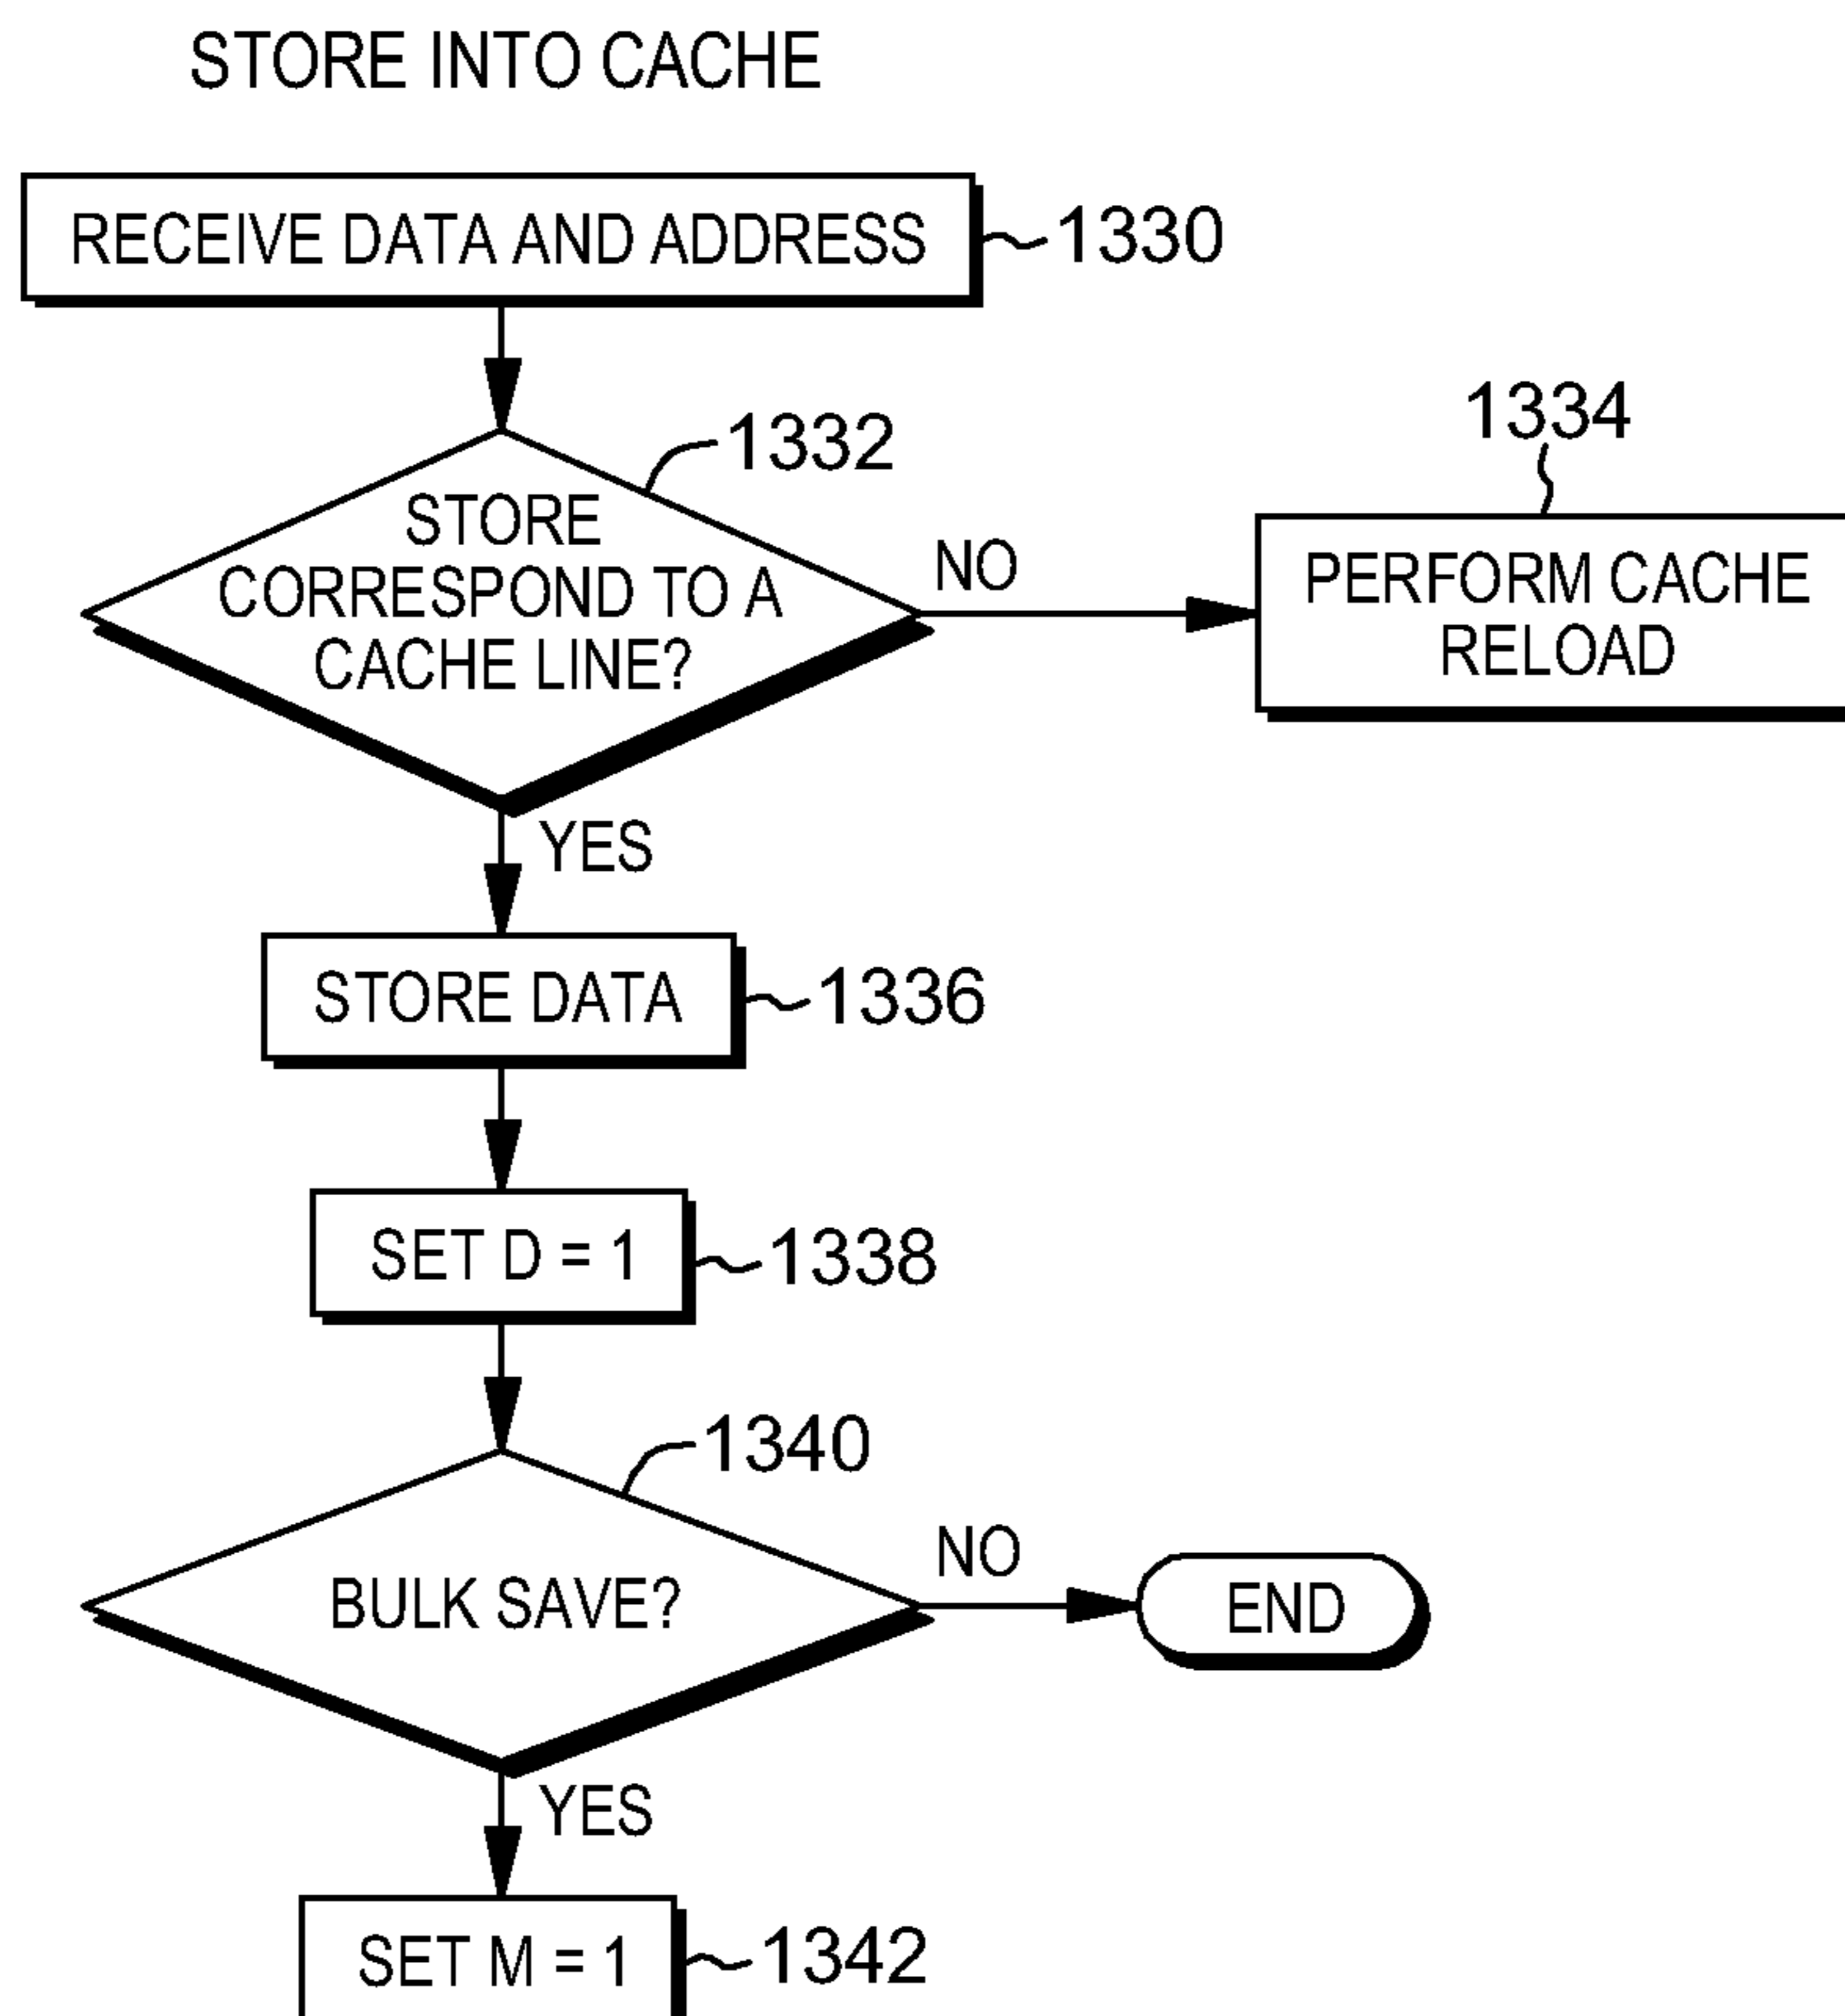 STORE INTO CACHE
RECEIVE DATA AND ADDRESS
1330
1332
STORE
CORRESPOND TO A
CACHE LINE?
NO
1334
PERFORM CACHE
RELOAD
YES
STORE DATA
1336
SET D = 1
1338
1340
BULK SAVE?
NO
END
YES
SET M = 1
1342